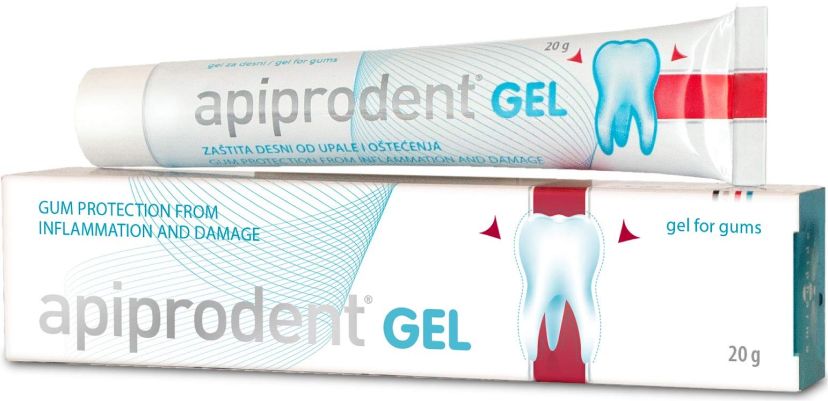 gel za desni / gel for gums
20 g
apiprodent® GEL
ZAŠTITA DESNI OD UPALE I OŠTEĆENJA
GUM PROTECTION FROM INFLAMMATION AND DAMAGE
GUM PROTECTION FROM
INFLAMMATION AND DAMAGE
gel for gums
apiprodent® GEL
20 g